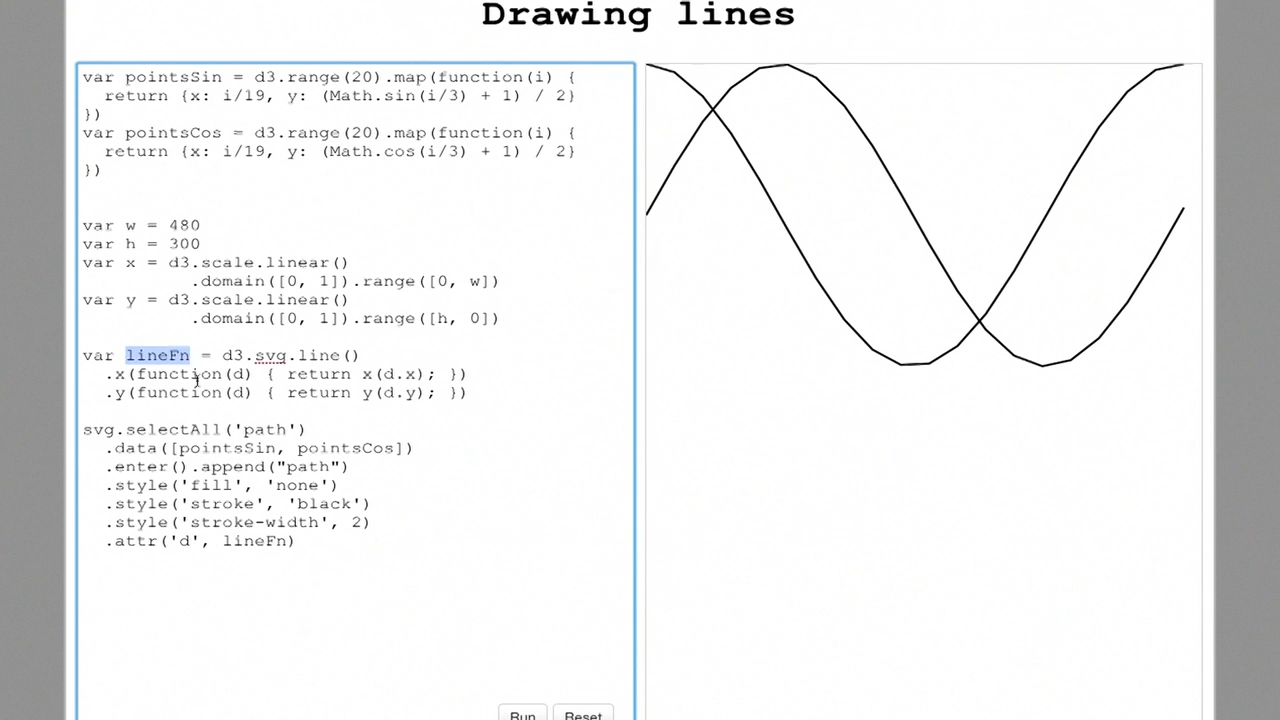 Drawing lines
var pointsSin = d3.range(20).map(function(i) {
  return {x: i/19, y: (Math.sin(i/3) + 1) / 2}
})
var pointsCos = d3.range(20).map(function(i) {
  return {x: i/19, y: (Math.cos(i/3) + 1) / 2}
})
var w = 480
var h = 300
var x = d3.scale.linear()
          .domain([0, 1]).range([0, w])
var y = d3.scale.linear()
          .domain([0, 1]).range([h, 0])
var lineFn = d3.svg.line()
  .x(function(d) { return x(d.x); })
  .y(function(d) { return y(d.y); })
svg.selectAll('path')
  .data([pointsSin, pointsCos])
  .enter().append("path")
  .style('fill', 'none')
  .style('stroke', 'black')
  .style('stroke-width', 2)
  .attr('d', lineFn)
Run Reset